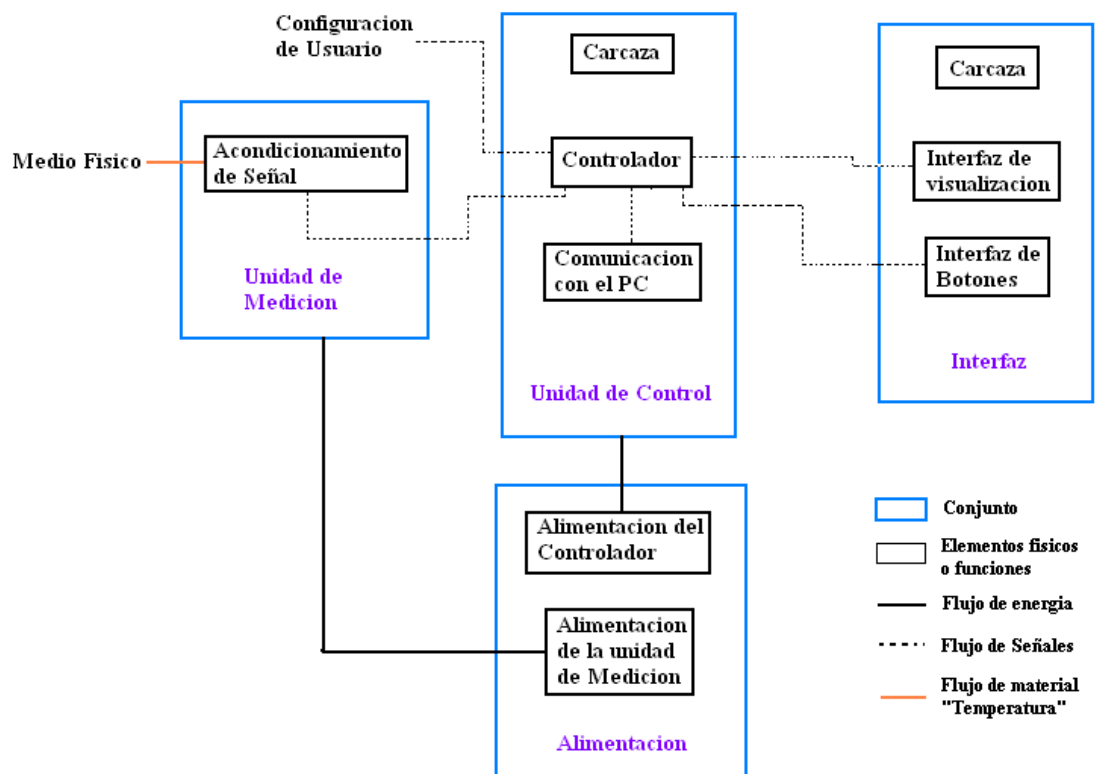 Configuracion
de Usuario
Medio Fisico
Acondicionamiento
de Señal
Unidad de
Medicion
Carcaza
Controlador
Comunicacion
con el PC
Unidad de Control
Carcaza
Interfaz de
visualizacion
Interfaz de
Botones
Interfaz
Alimentacion del
Controlador
Alimentacion
de la unidad
de Medicion
Alimentacion
Conjunto
Elementos fisicos
o funciones
Flujo de energia
Flujo de Señales
Flujo de material
"Temperatura"